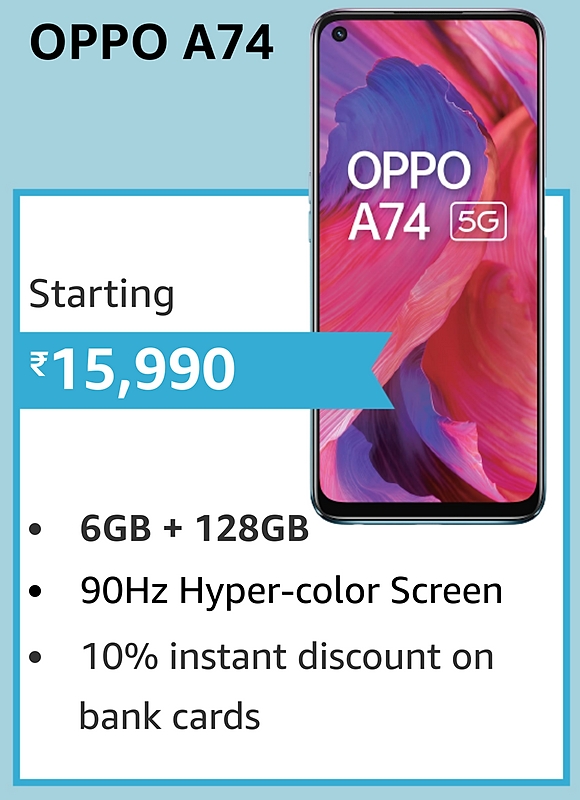 OPPO A74
OPPO
A74 5G
Starting
₹15,990
• 6GB + 128GB
• 90Hz Hyper-color Screen
• 10% instant discount on
bank cards